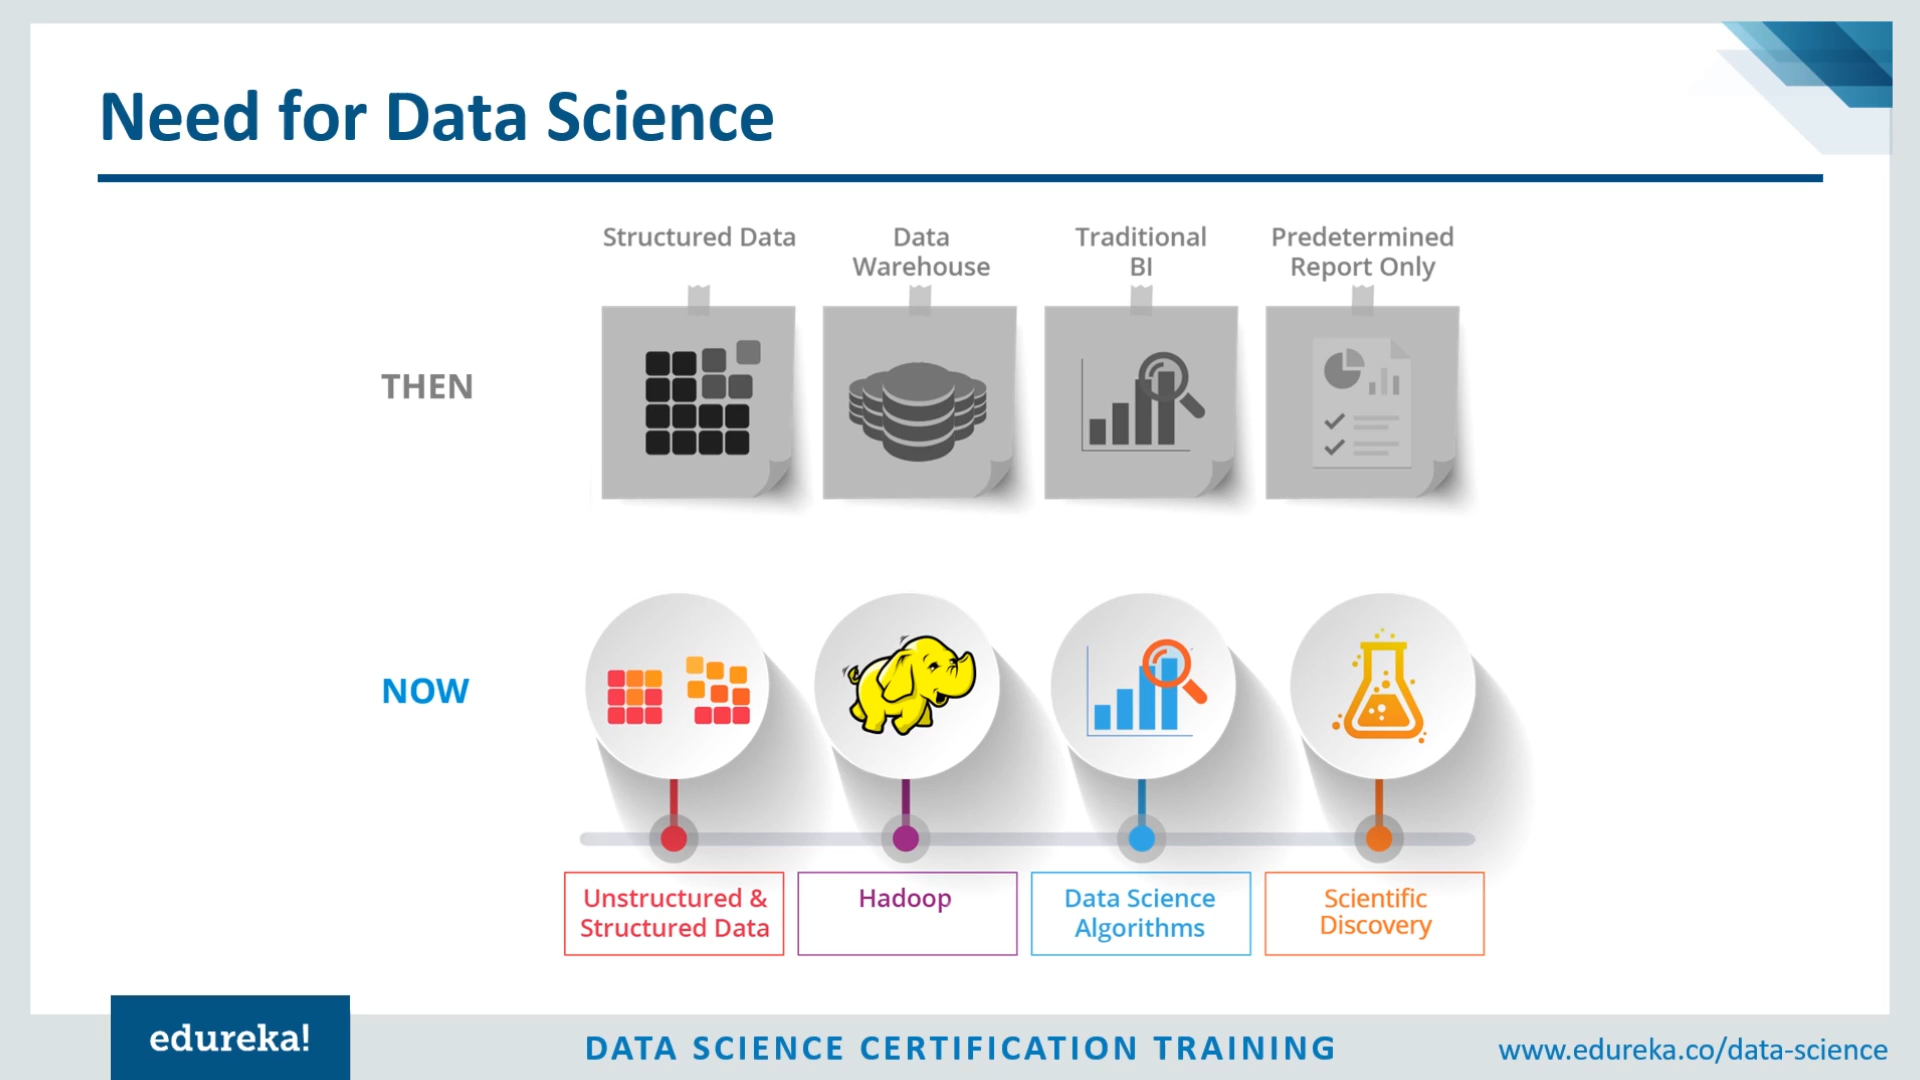 Need for Data Science
Structured Data
Data
Warehouse
Traditional
BI
Predetermined
Report Only
THEN
NOW
Unstructured &
Structured Data
Hadoop
Data Science
Algorithms
Scientific
Discovery
edureka!
DATA SCIENCE CERTIFICATION TRAINING
www.edureka.co/data-science